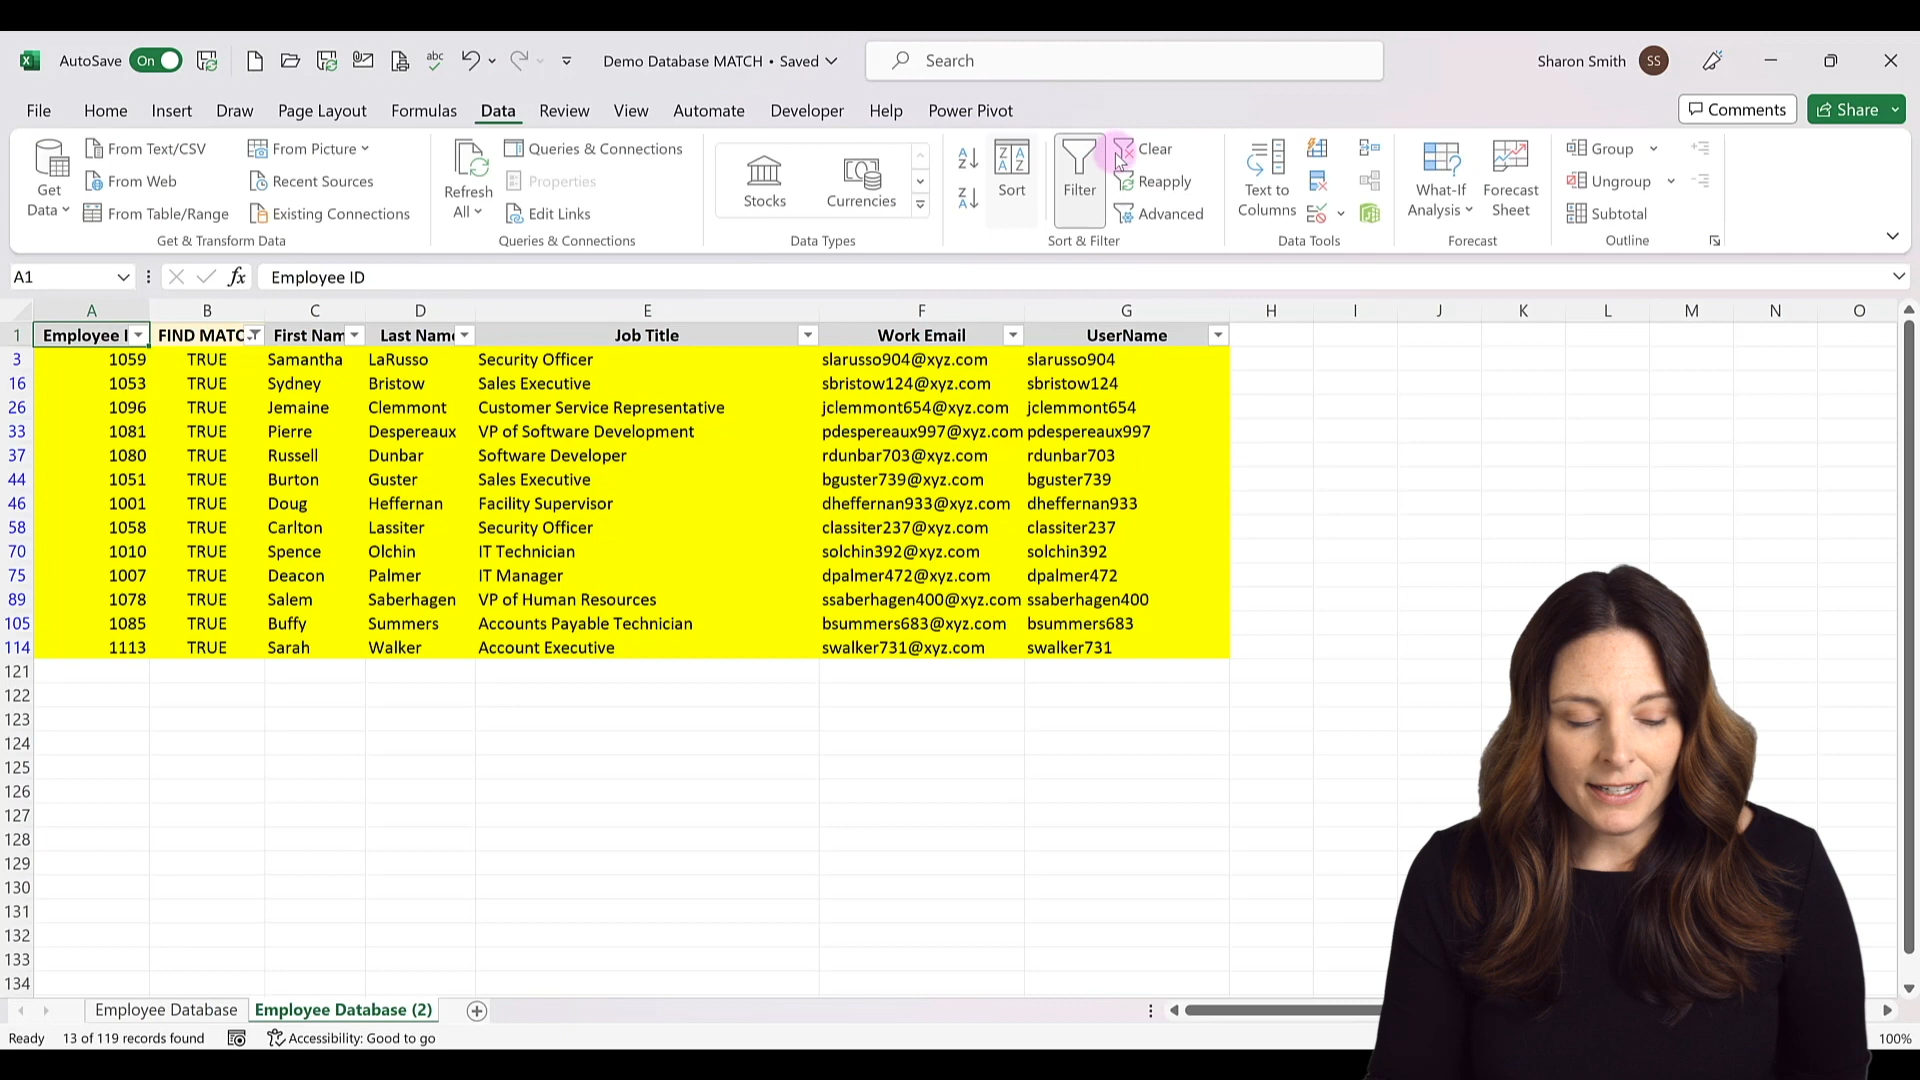 AutoSave On abc Demo Database MATCH • Saved Search Sharon Smith SS
File Home Insert Draw Page Layout Formulas Data Review View Automate Developer Help Power Pivot Comments Share
Get Data From Text/CSV From Picture Refresh All Queries & Connections Stocks Currencies Sort Filter Clear Text to Columns What-If Analysis Forecast Sheet Group
From Web Recent Sources Properties Reapply Ungroup
From Table/Range Existing Connections Edit Links Advanced Subtotal
Get & Transform Data Queries & Connections Data Types Sort & Filter Data Tools Forecast Outline
A1 fx Employee ID
A B C D E F G H I J K L M N O
1 Employee I FIND MATC First Nam Last Name Job Title Work Email UserName
3 1059 TRUE Samantha LaRusso Security Officer slarusso904@xyz.com slarusso904
16 1053 TRUE Sydney Bristow Sales Executive sbristow124@xyz.com sbristow124
26 1096 TRUE Jemaine Clemmont Customer Service Representative jclemmont654@xyz.com jclemmont654
33 1081 TRUE Pierre Despereaux VP of Software Development pdespereaux997@xyz.com pdespereaux997
37 1080 TRUE Russell Dunbar Software Developer rdunbar703@xyz.com rdunbar703
44 1051 TRUE Burton Guster Sales Executive bguster739@xyz.com bguster739
46 1001 TRUE Doug Heffernan Facility Supervisor dheffernan933@xyz.com dheffernan933
58 1058 TRUE Carlton Lassiter Security Officer classiter237@xyz.com classiter237
70 1010 TRUE Spence Olchin IT Technician solchin392@xyz.com solchin392
75 1007 TRUE Deacon Palmer IT Manager dpalmer472@xyz.com dpalmer472
89 1078 TRUE Salem Saberhagen VP of Human Resources ssaberhagen400@xyz.com ssaberhagen400
105 1085 TRUE Buffy Summers Accounts Payable Technician bsummers683@xyz.com bsummers683
114 1113 TRUE Sarah Walker Account Executive swalker731@xyz.com swalker731
121
122
123
124
125
126
127
128
129
130
131
132
133
134
Employee Database Employee Database (2)
Ready 13 of 119 records found Accessibility: Good to go 100%